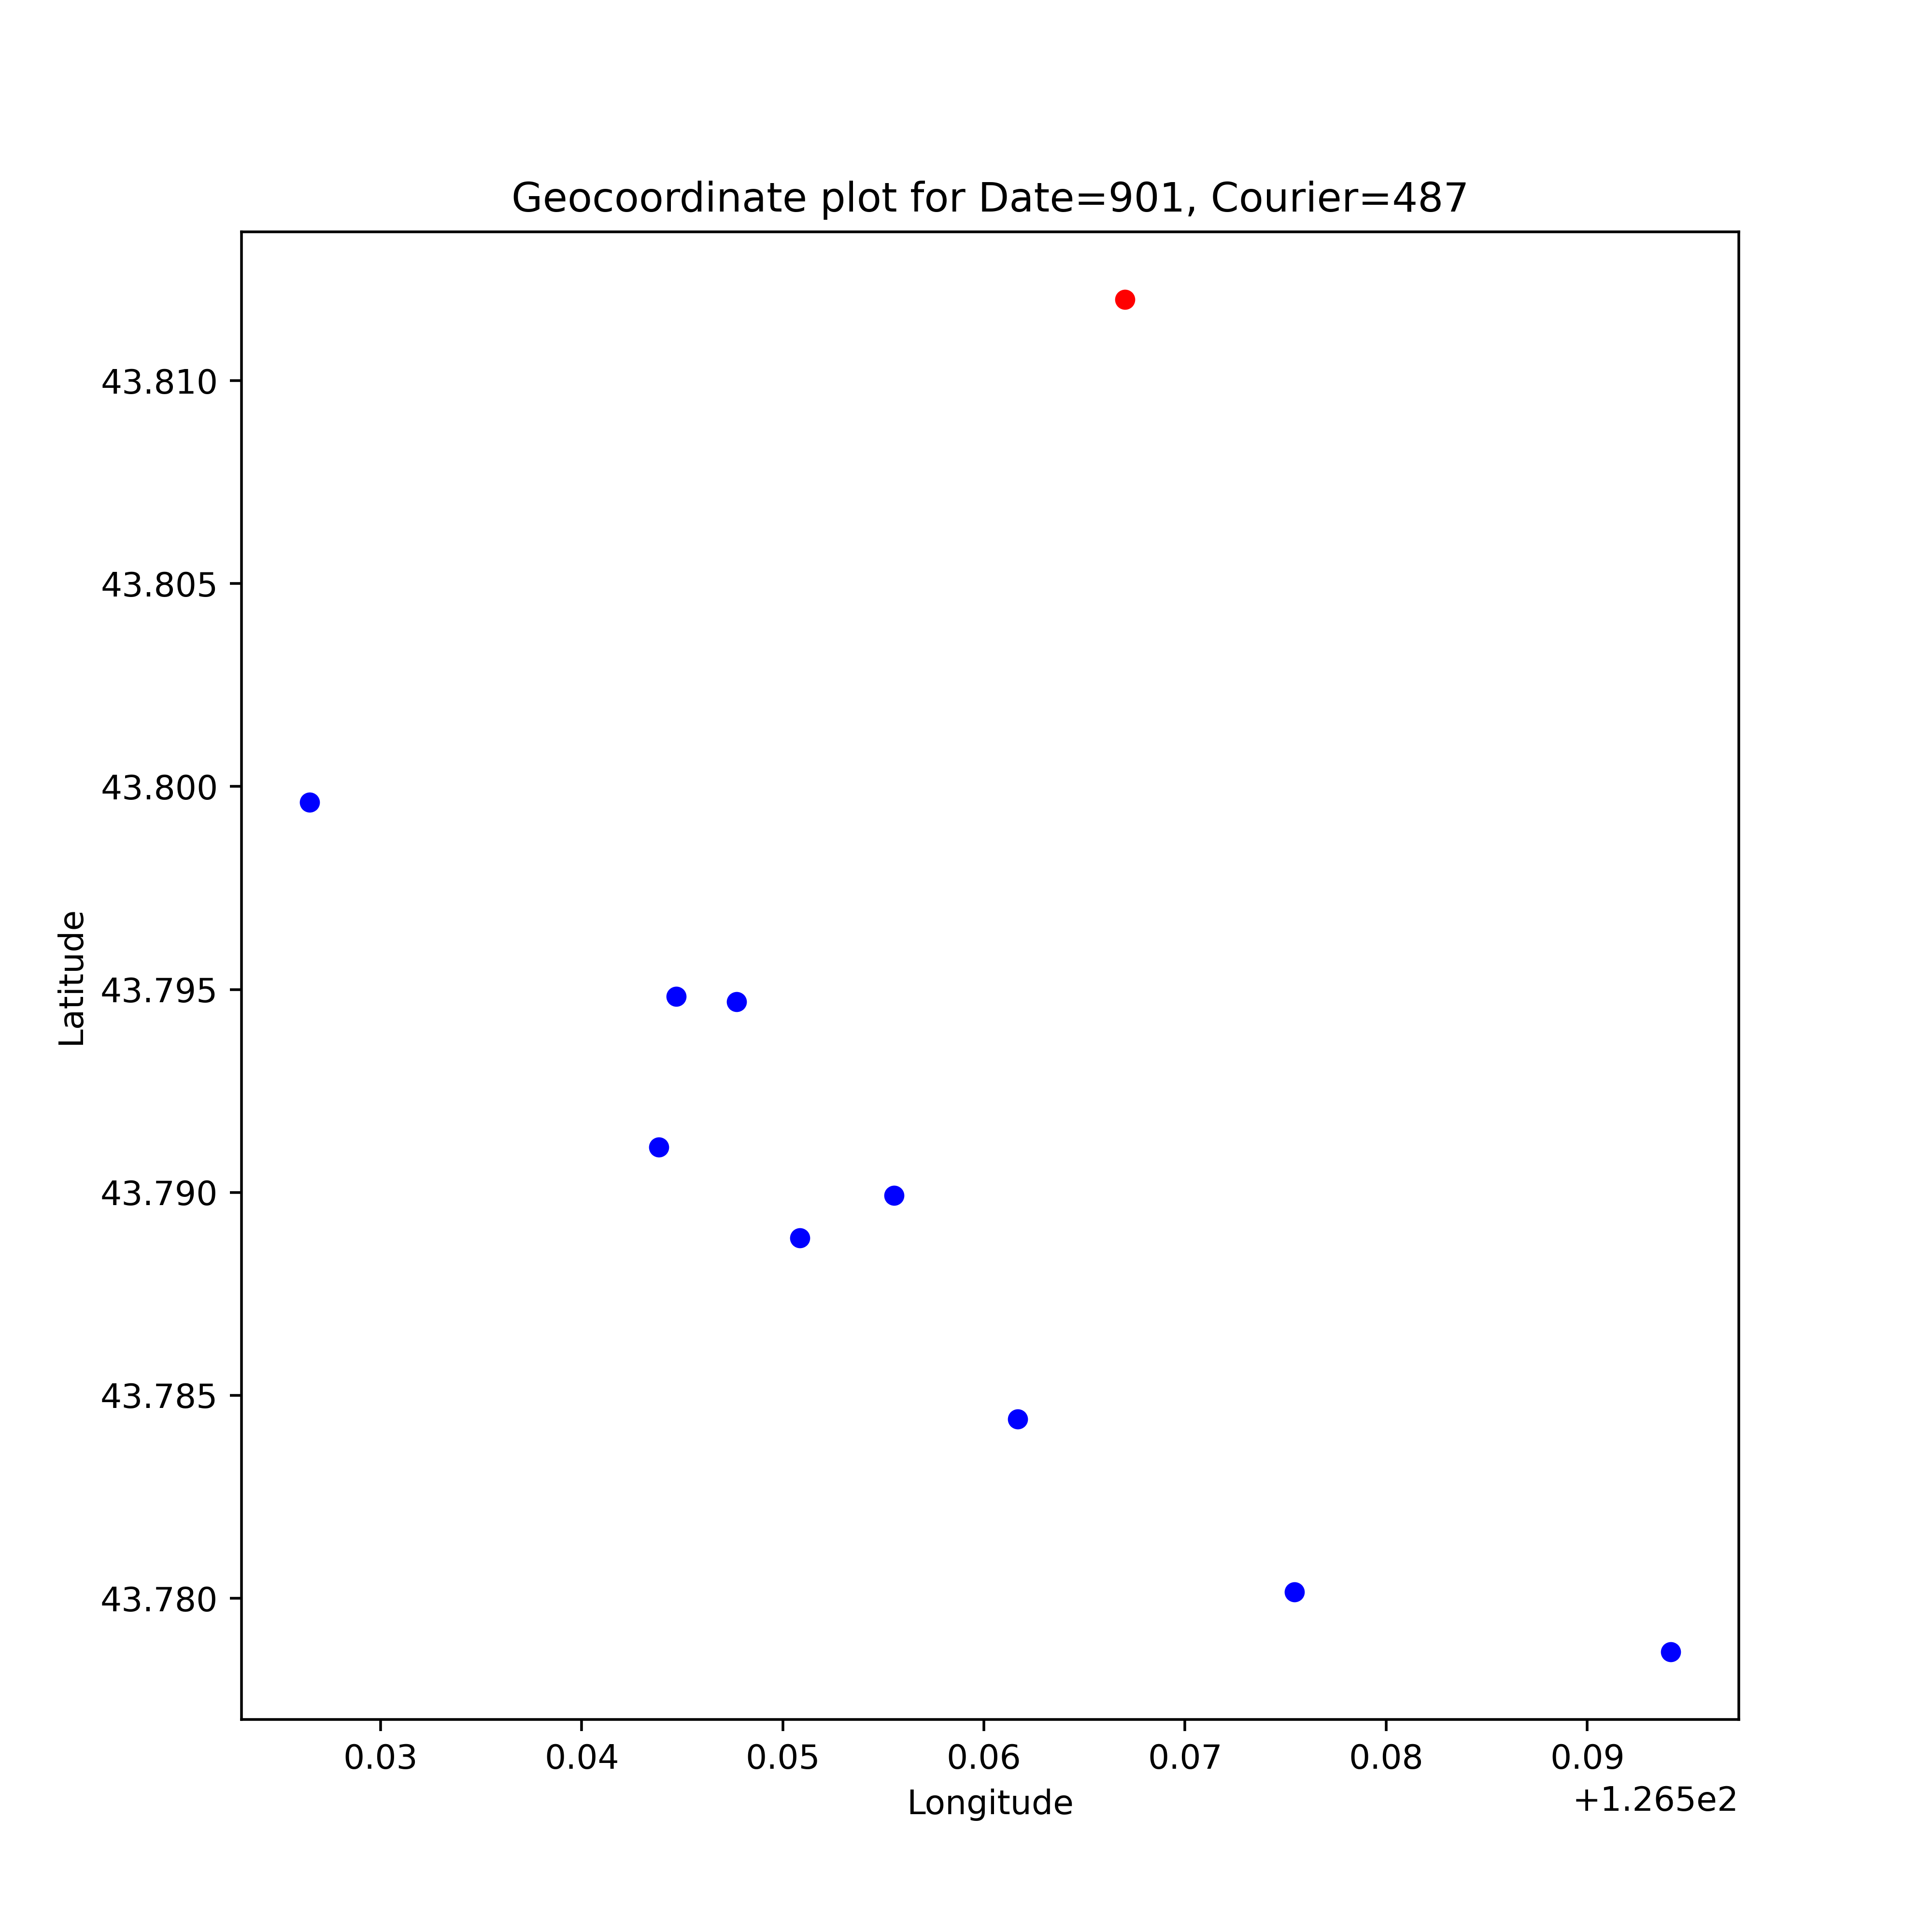 Geocoordinate plot for Date=901, Courier=487
43.810
43.805
43.800
43.795
43.790
43.785
43.780
Latitude
0.03 0.04 0.05 0.06 0.07 0.08 0.09
+1.265e2
Longitude